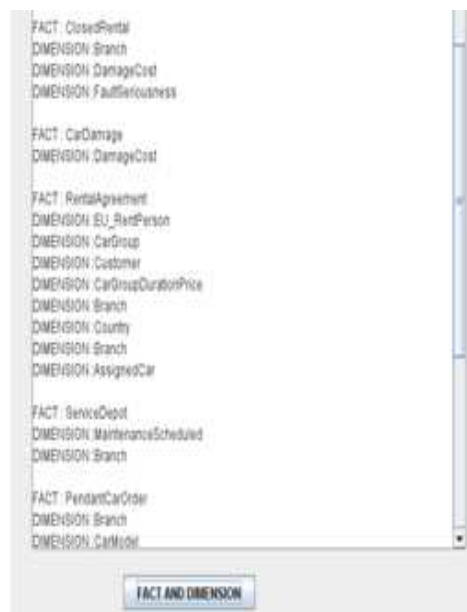 FACT : ClosedRental
DIMENSION :Branch
DIMENSION :DamageCost
DIMENSION :FaultSeriousness
FACT : CarDamage
DIMENSION :DamageCost
FACT : RentalAgreement
DIMENSION :EU_RentPerson
DIMENSION :CarGroup
DIMENSION :Customer
DIMENSION :CarGroupDurationPrice
DIMENSION :Branch
DIMENSION :Country
DIMENSION :Branch
DIMENSION :AssignedCar
FACT : ServiceDepot
DIMENSION :MaintenanceScheduled
DIMENSION :Branch
FACT : PendantCarOrder
DIMENSION :Branch
DIMENSION :CarModel
FACT AND DIMENSION